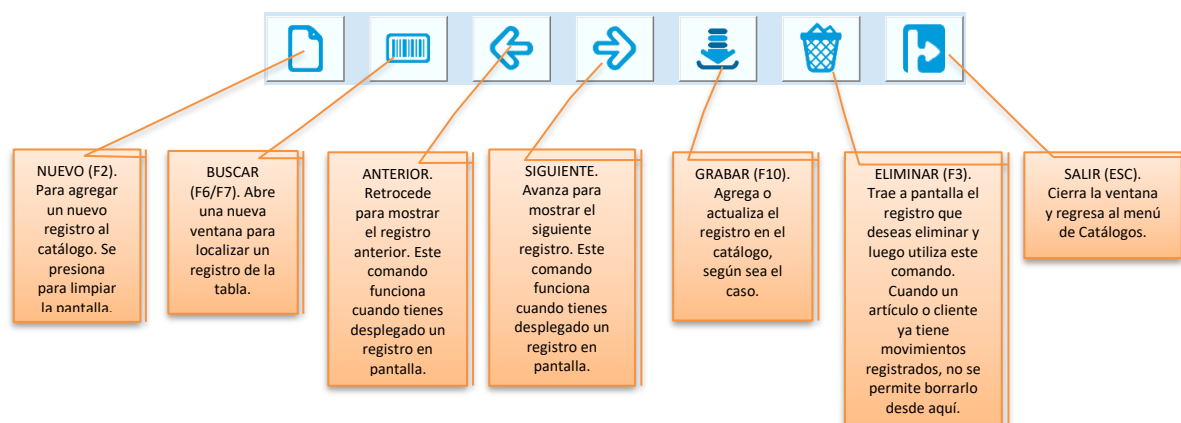 NUEVO (F2).
Para agregar
un nuevo
registro al
catálogo. Se
presiona
para limpiar
la pantalla.
BUSCAR
(F6/F7). Abre
una nueva
ventana para
localizar un
registro de la
tabla.
ANTERIOR.
Retrocede
para mostrar
el registro
anterior. Este
comando
funciona
cuando tienes
desplegado un
registro en
pantalla.
SIGUIENTE.
Avanza para
mostrar el
siguiente
registro. Este
comando
funciona
cuando tienes
desplegado un
registro en
pantalla.
GRABAR (F10).
Agrega o
actualiza el
registro en el
catálogo,
según sea el
caso.
ELIMINAR (F3).
Trae a pantalla el
registro que
deseas eliminar y
luego utiliza este
comando.
Cuando un
artículo o cliente
ya tiene
movimientos
registrados, no se
permite borrarlo
desde aquí.
SALIR (ESC).
Cierra la ventana
y regresa al menú
de Catálogos.